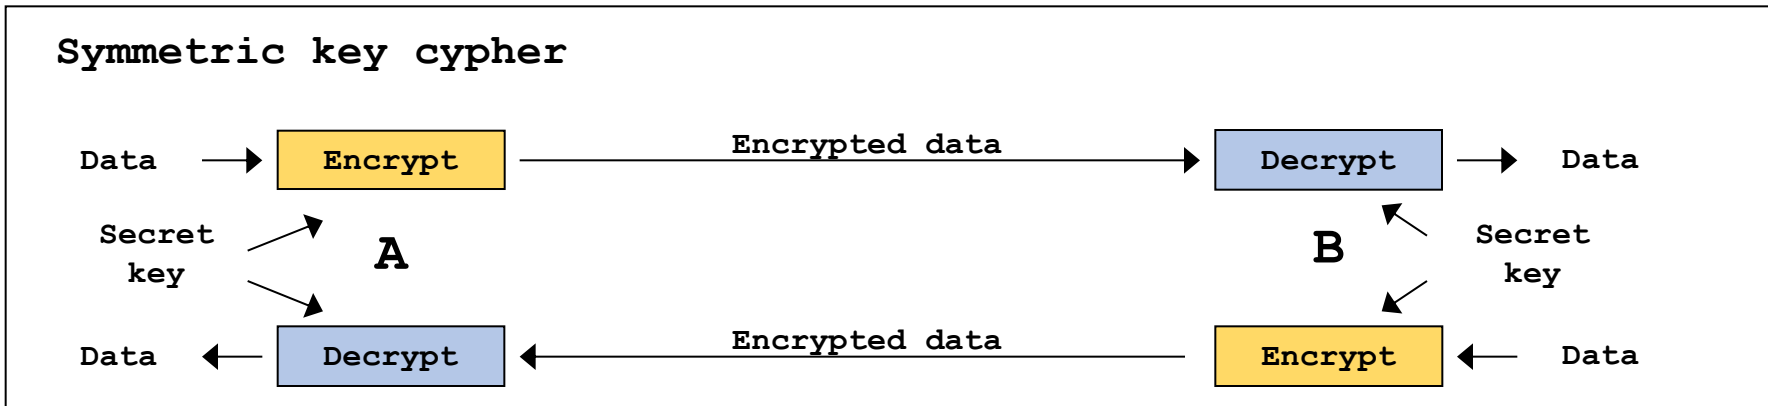 Symmetric key cypher
Encrypted data
Data Encrypt Decrypt Data
Secret Secret
key A B key
Encrypted data
Data Decrypt Encrypt Data